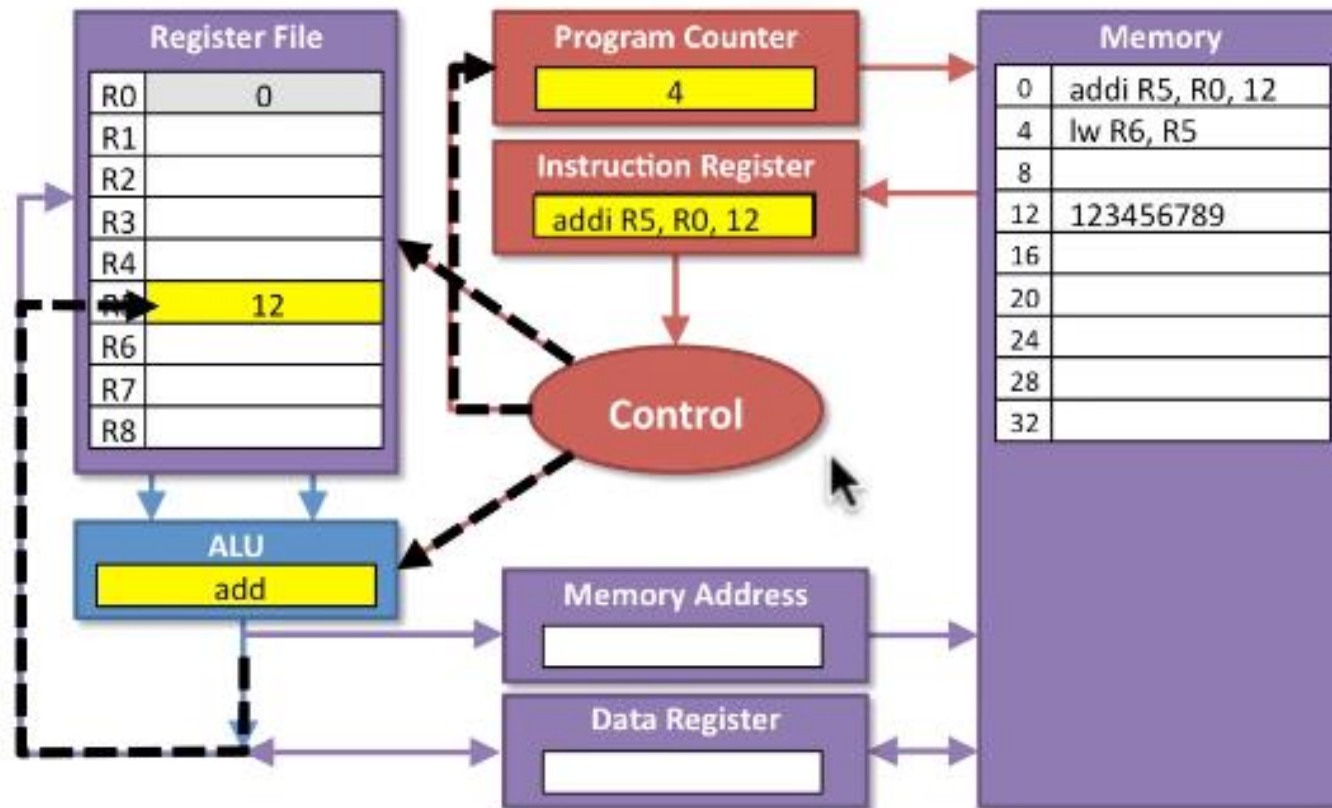 Register File
R0 0
R1
R2
R3
R4
12
R6
R7
R8
ALU
add
Program Counter
4
Instruction Register
addi R5, R0, 12
Control
Memory Address
Data Register
Memory
0 addi R5, R0, 12
4 lw R6, R5
8
12 123456789
16
20
24
28
32